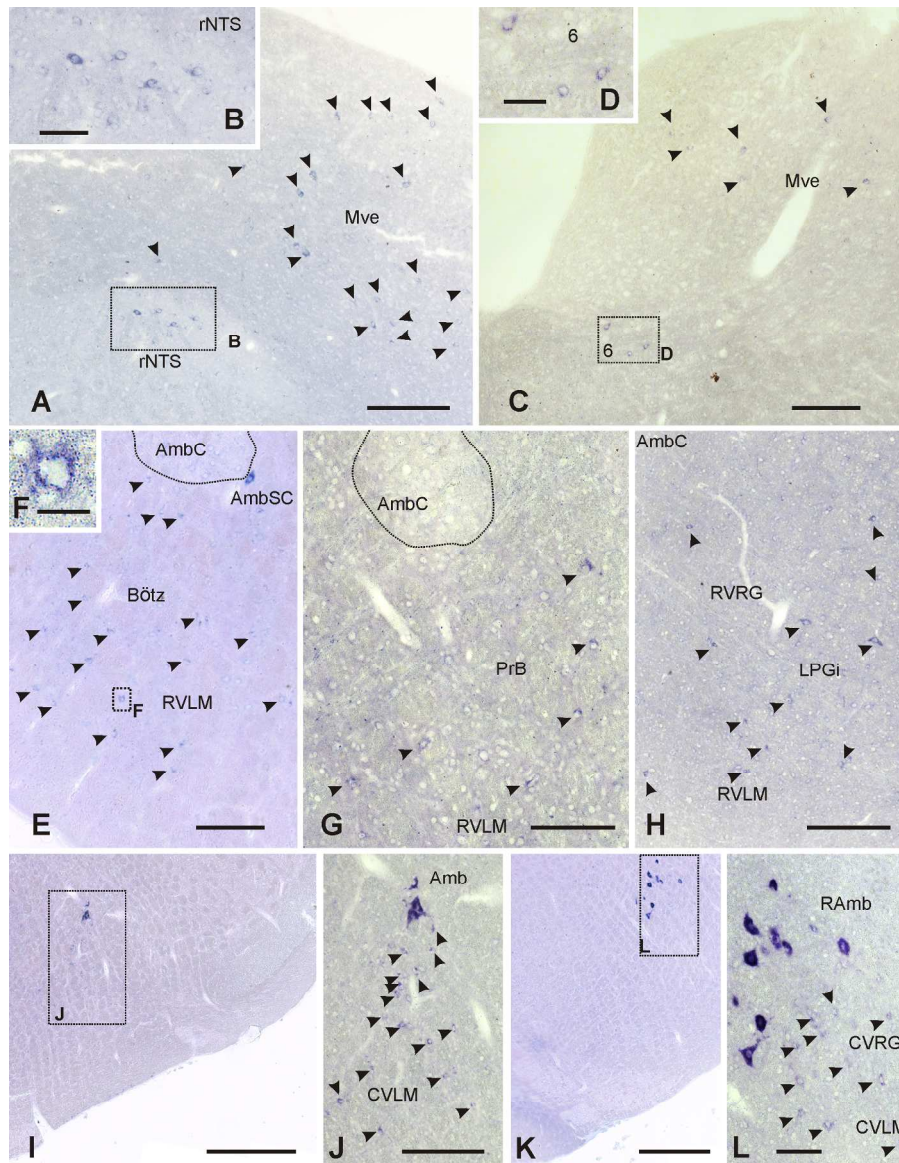 rNTS
B
Mve
B
rNTS
A
6
D
Mve
6
D
C
F
AmbC
AmbSC
Bötz
F
RVLM
E
AmbC
PrB
RVLM
G
AmbC
RVRG
LPGi
RVLM
H
J
I
Amb
CVLM
J
L
K
RAmb
CVRG
CVLM
L